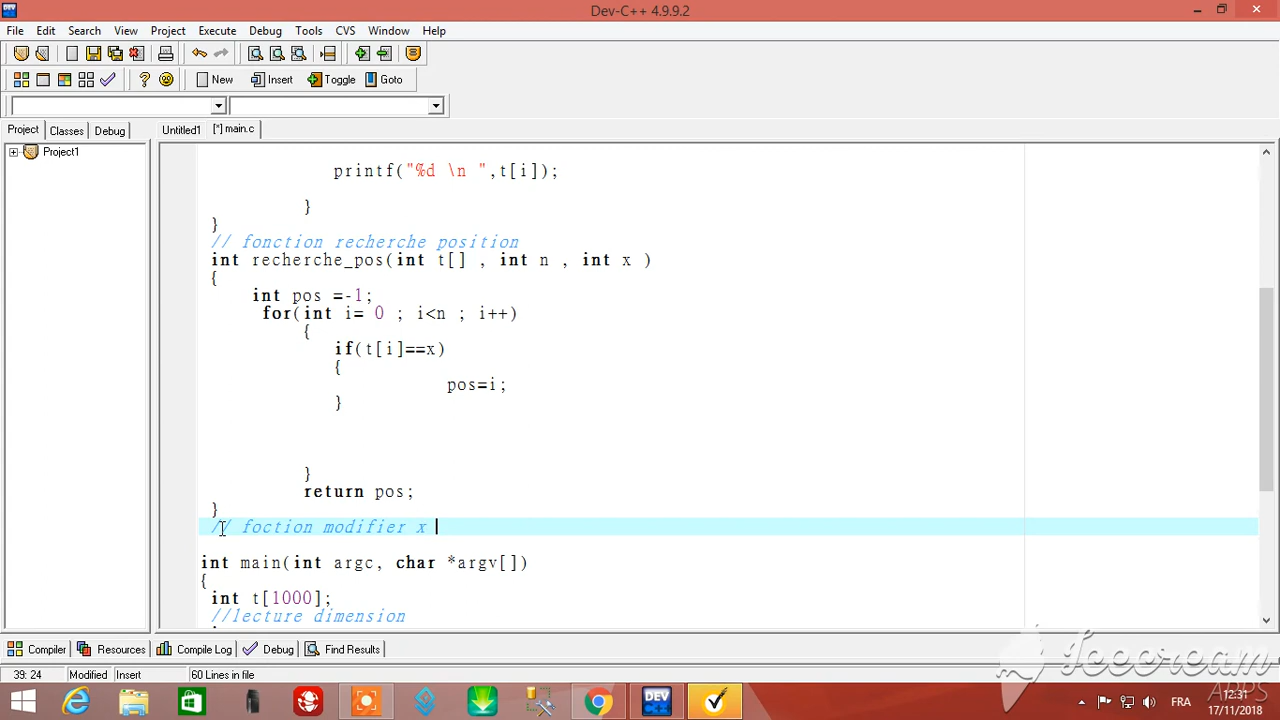 Dev-C++ 4.9.9.2
File Edit Search View Project Execute Debug Tools CVS Window Help
New Insert Toggle Goto
Project Classes Debug Untitled1 [*] main.c
Project1
printf("%d \n ",t[i]);
}
}
// fonction recherche position
int recherche_pos(int t[] , int n , int x )
{
int pos =-1;
for(int i= 0 ; i<n ; i++)
{
if(t[i]==x)
{
pos=i;
}
}
return pos;
}
// foction modifier x
int main(int argc, char *argv[])
{
int t[1000];
//lecture dimension
Compiler Resources Compile Log Debug Find Results
39: 24 Modified Insert 60 Lines in file
Icecream
APPS
DEV
FRA
12:31
17/11/2018